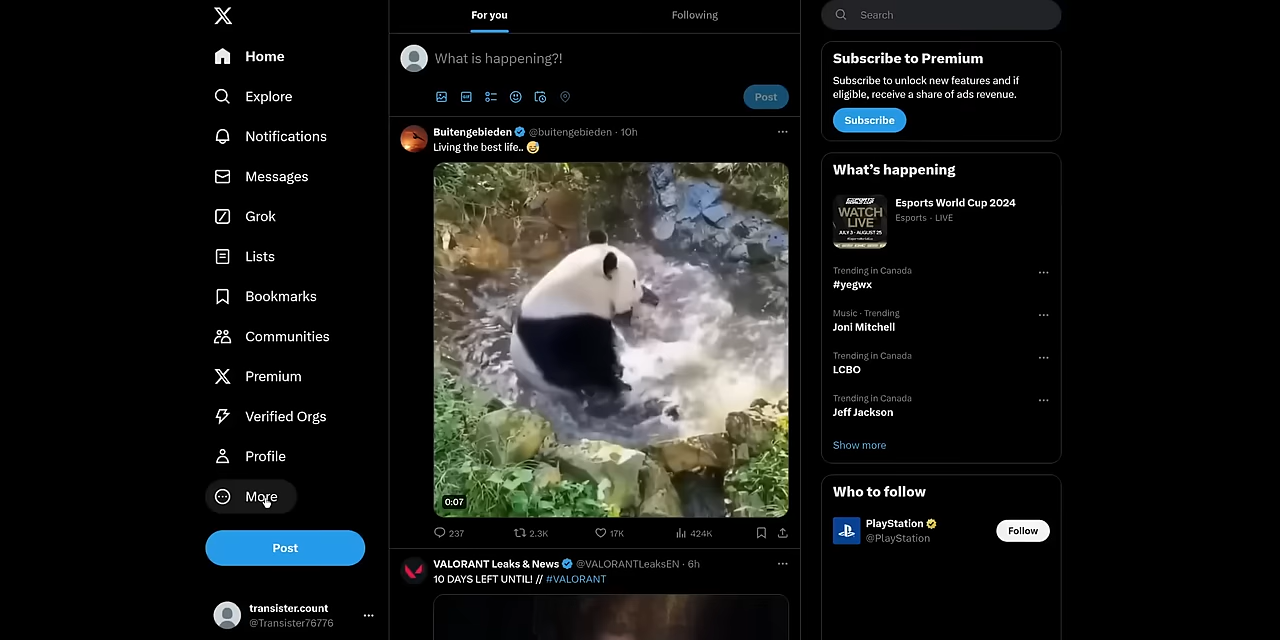 Home
Explore
Notifications
Messages
Grok
Lists
Bookmarks
Communities
Premium
Verified Orgs
Profile
More
Post
transister.count
@Transister76776
For you
Following
What is happening?!
Post
Buitengebieden @buitengebieden · 10h
Living the best life.. 😅
0:07
237 2.3K 17K 424K
VALORANT Leaks & News @VALORANTLeaksEN · 6h
10 DAYS LEFT UNTIL! // #VALORANT
Search
Subscribe to Premium
Subscribe to unlock new features and if
eligible, receive a share of ads revenue.
Subscribe
What's happening
WATCH
LIVE
JULY 3 - AUGUST 25
Esports World Cup 2024
Esports · LIVE
Trending in Canada
#yegwx
Music · Trending
Joni Mitchell
Trending in Canada
LCBO
Trending in Canada
Jeff Jackson
Show more
Who to follow
PlayStation
@PlayStation
Follow